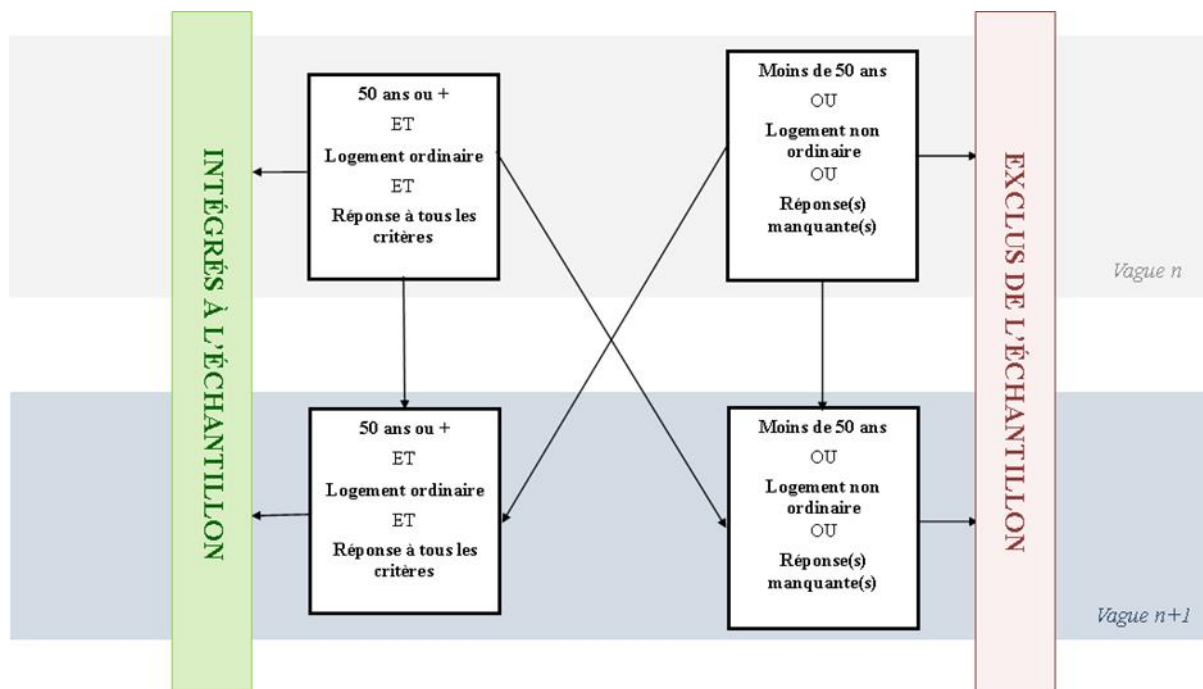 INTÉGRÉS À L'ÉCHANTILLON
50 ans ou +
ET
Logement ordinaire
ET
Réponse à tous les
critères
Moins de 50 ans
OU
Logement non
ordinaire
OU
Réponse(s)
manquante(s)
EXCLUS DE L'ÉCHANTILLON
Vague n
50 ans ou +
ET
Logement ordinaire
ET
Réponse à tous les
critères
Moins de 50 ans
OU
Logement non
ordinaire
OU
Réponse(s)
manquante(s)
Vague n+1